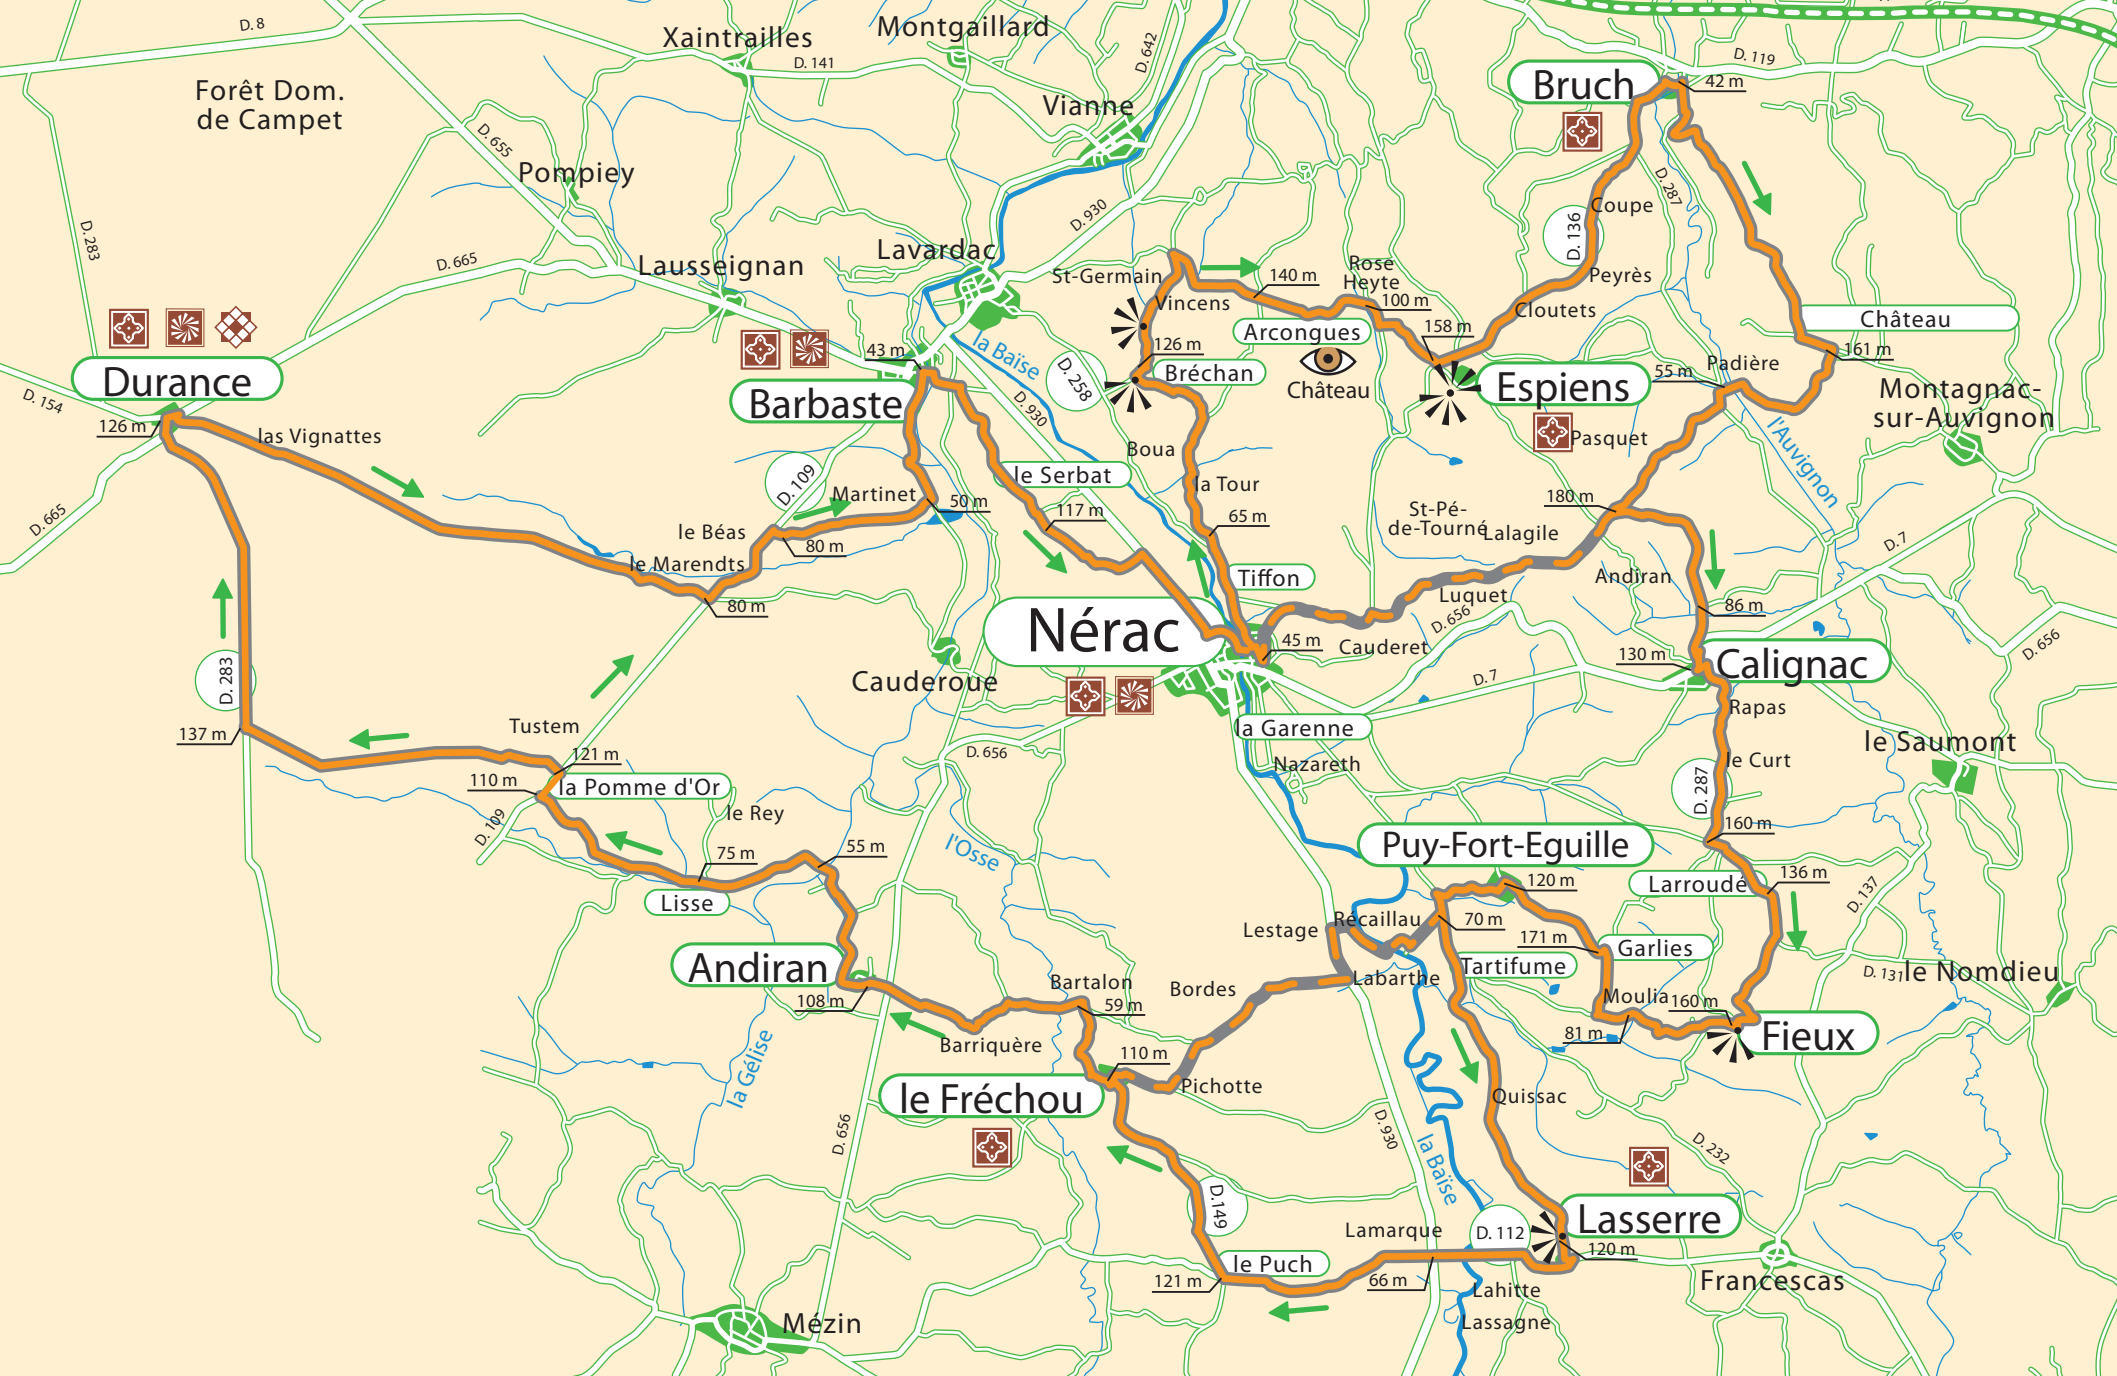 D. 8
Xaintrailles
Montgaillard
D. 642
D. 141
D. 119
Forêt Dom.
de Campet
Vianne
Bruch
42 m
D. 655
Pompiey
D. 287
Coupe
D. 136
D. 930
D. 283
D. 665
Lausseignan
Lavardac
St-Germain
Rose
Heyte
140 m
Peyrès
Vincens
100 m
Cloutets
Château
Arcongues
158 m
43 m
la Baïse
126 m
161 m
Padière
55 m
Durance
D. 258
Bréchan
Château
Espiens
Montagnac-
sur-Auvignon
Barbaste
D. 154
D. 930
126 m
las Vignattes
Boua
Pasquet
l'Auvignon
le Serbat
D. 109
Martinet
50 m
la Tour
180 m
117 m
65 m
St-Pé-
de-Tourné
Lalagile
D. 665
le Béas
80 m
D. 7
le Marendts
Tiffon
Andiran
Luquet
80 m
86 m
Nérac
D. 656
45 m
Cauderet
130 m
Calignac
D. 656
D. 283
Cauderoue
D. 7
Rapas
Tustem
137 m
la Garenne
le Saumont
121 m
D. 656
Nazareth
le Curt
110 m
la Pomme d'Or
D. 287
le Rey
D. 109
160 m
75 m
55 m
l'Osse
Puy-Fort-Eguille
136 m
Larroudé
120 m
Lisse
D. 137
Récaillau
70 m
Lestage
171 m
Garlies
Andiran
Tartifume
D. 131
le Nomdieu
Bartalon
Bordes
Labarthe
108 m
59 m
Moulia
160 m
81 m
Fieux
Barriquère
110 m
la Gélise
Pichotte
le Fréchou
Quissac
D. 656
D. 930
la Baïse
D. 232
D.149
Lasserre
Lamarque
D. 112
120 m
le Puch
121 m
66 m
Lahitte
Francescas
Mézin
Lassagne